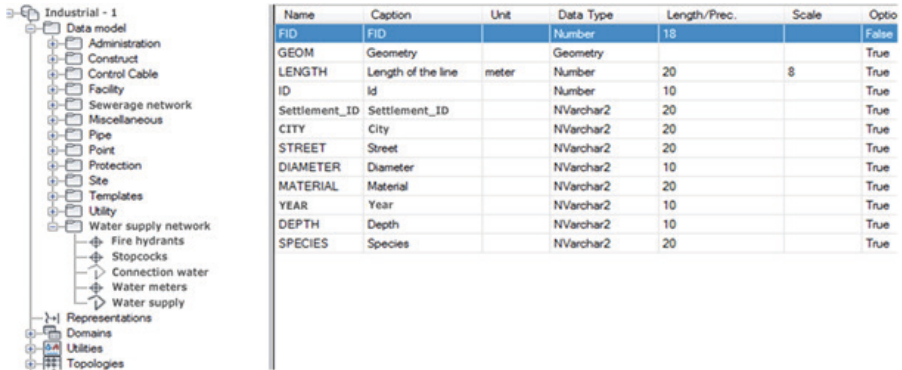 Industrial - 1
Data model
Administration
Construct
Control Cable
Facility
Sewerage network
Miscellaneous
Pipe
Point
Protection
Site
Templates
Utility
Water supply network
Fire hydrants
Stopcocks
Connection water
Water meters
Water supply
Representations
Domains
Utilities
Topologies
Name Caption Unit Data Type Length/Prec. Scale Optio
FID FID Number 18 False
GEOM Geometry Geometry True
LENGTH Length of the line meter Number 20 8 True
ID Id Number 10 True
Settlement_ID Settlement_ID NVarchar2 20 True
CITY City NVarchar2 20 True
STREET Street NVarchar2 20 True
DIAMETER Diameter NVarchar2 10 True
MATERIAL Material NVarchar2 20 True
YEAR Year NVarchar2 10 True
DEPTH Depth NVarchar2 10 True
SPECIES Species NVarchar2 20 True